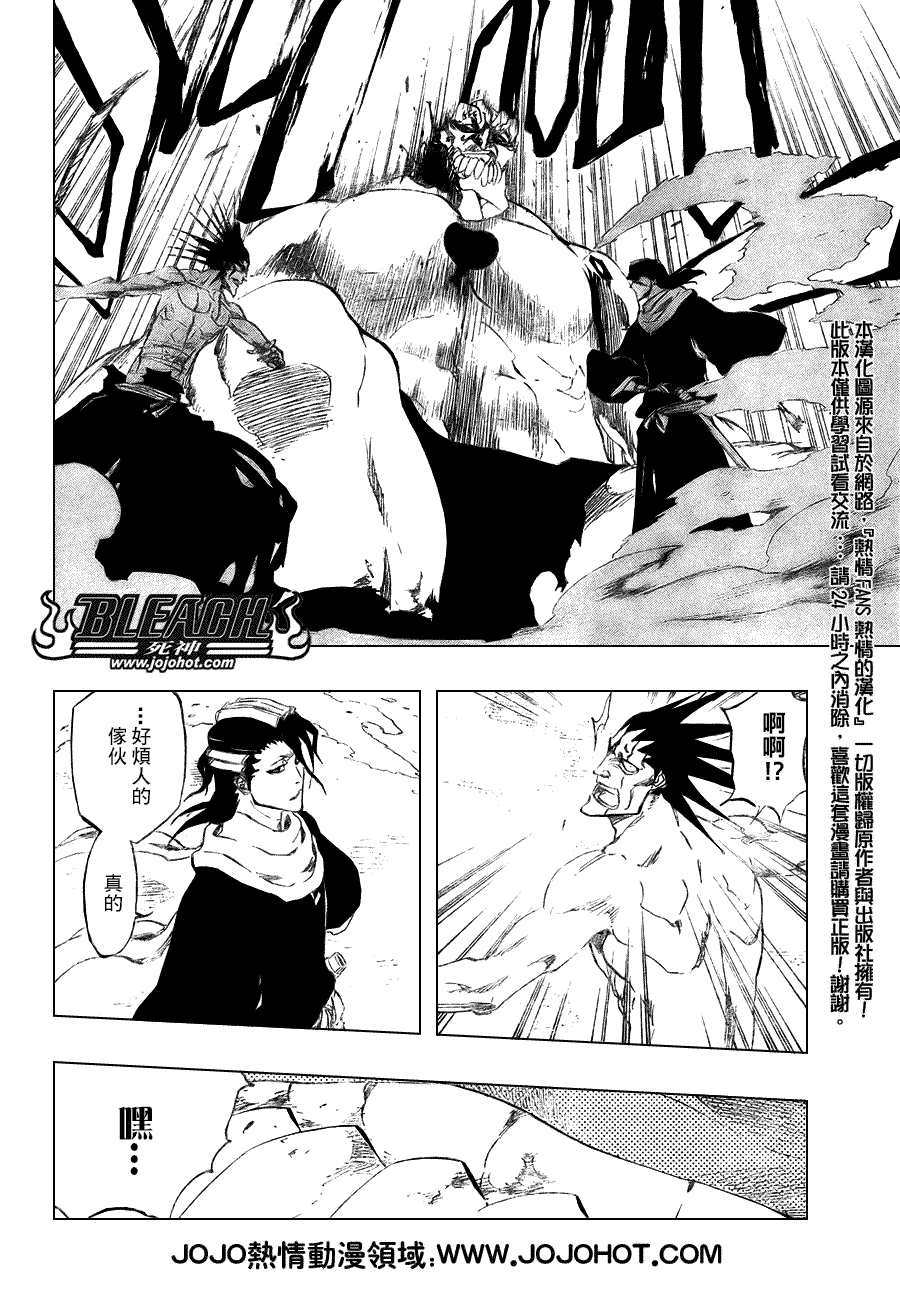 本漢化圖源來自於網路，『熱情FANS 熱情的漢化』一切版權歸原作者與出版社擁有！
此版本僅供學習試看交流……請24小時之內消除，喜歡這套漫畫請購買正版！謝謝。
BLEACH
死神
www.jojohot.com
啊啊!?
…好煩人的
傢伙
真的
嘿…
JOJO熱情動漫領域:WWW.JOJOHOT.COM